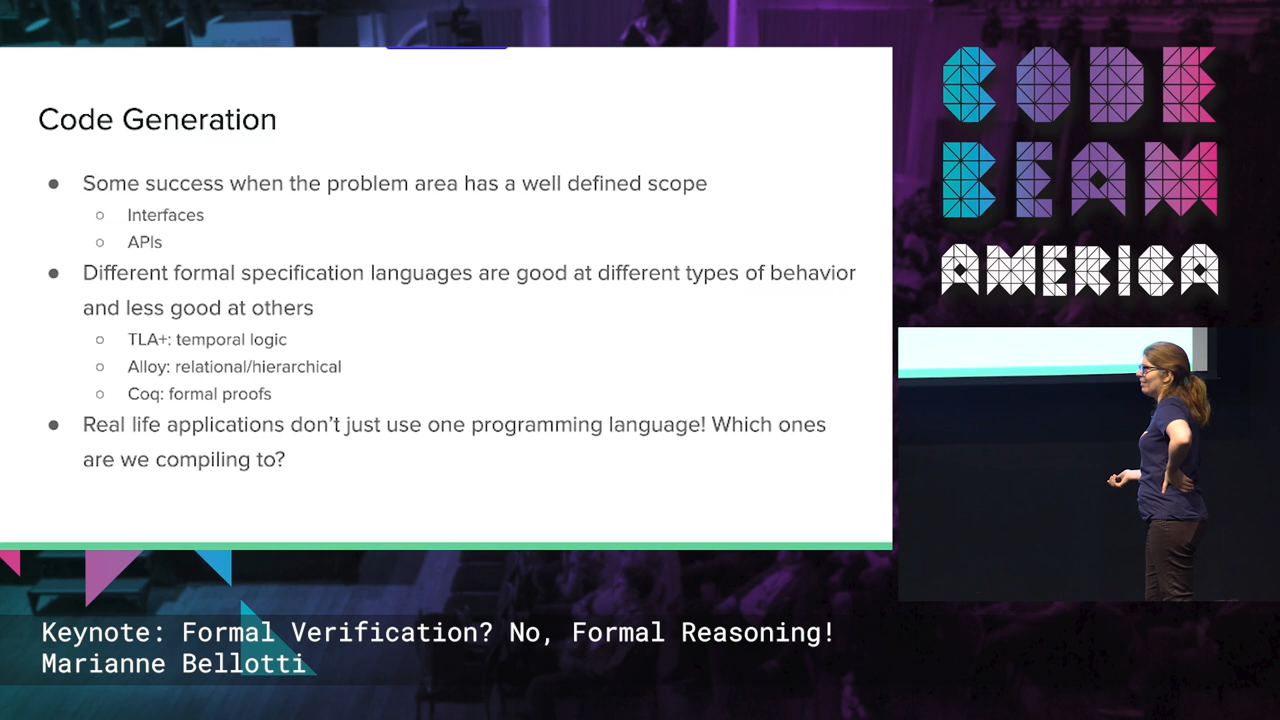 Code Generation
● Some success when the problem area has a well defined scope
○ Interfaces
○ APIs
● Different formal specification languages are good at different types of behavior
and less good at others
○ TLA+: temporal logic
○ Alloy: relational/hierarchical
○ Coq: formal proofs
● Real life applications don’t just use one programming language! Which ones
are we compiling to?
CODE
BEAM
AMERICA
Keynote: Formal Verification? No, Formal Reasoning!
Marianne Bellotti